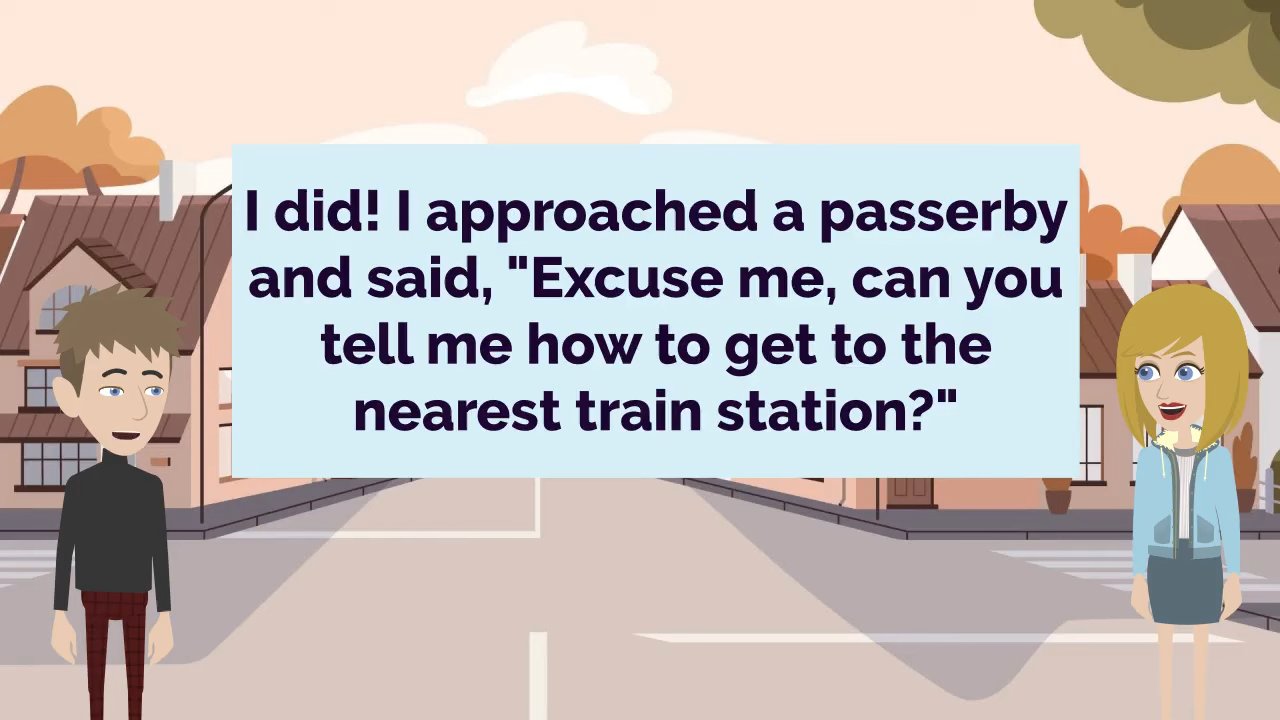 I did! I approached a passerby
and said, "Excuse me, can you
tell me how to get to the
nearest train station?"